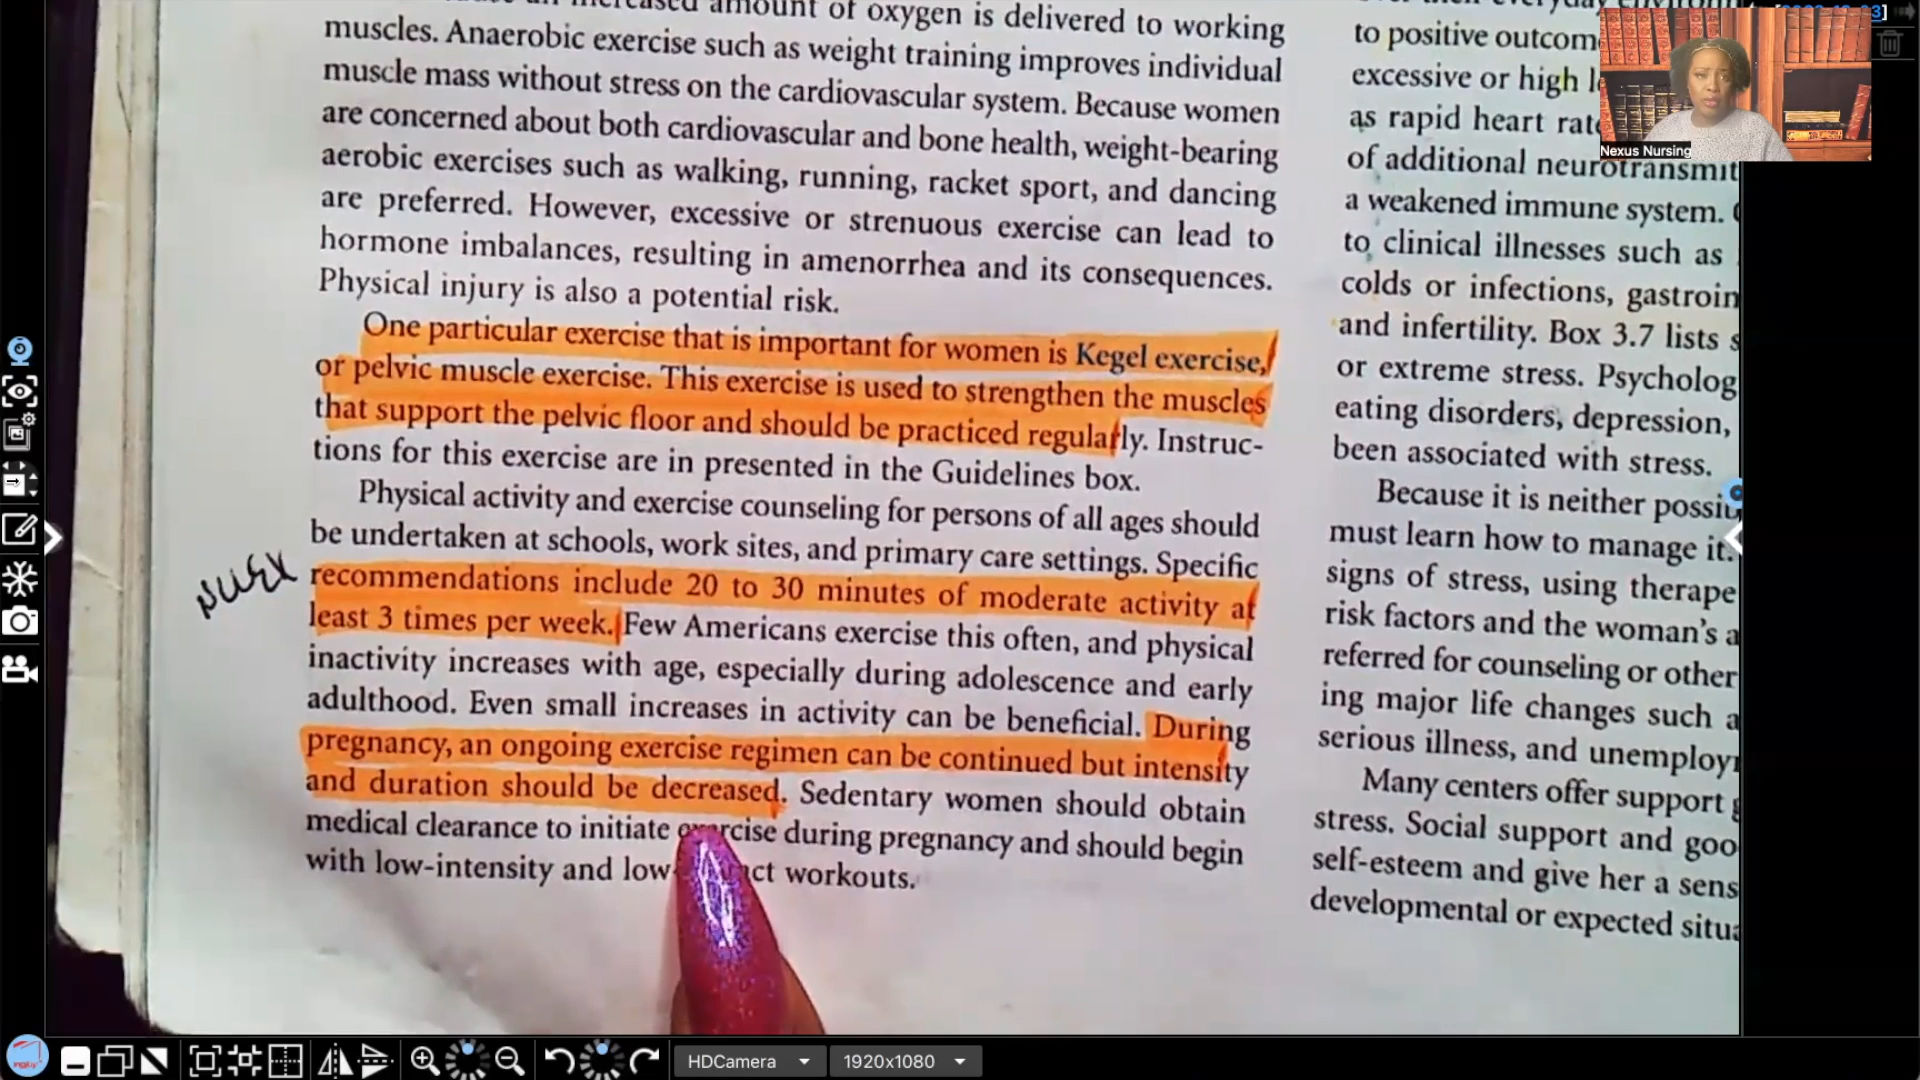 increased amount of oxygen is delivered to working
muscles. Anaerobic exercise such as weight training improves individual
muscle mass without stress on the cardiovascular system. Because women
are concerned about both cardiovascular and bone health, weight-bearing
aerobic exercises such as walking, running, racket sport, and dancing
are preferred. However, excessive or strenuous exercise can lead to
hormone imbalances, resulting in amenorrhea and its consequences.
Physical injury is also a potential risk.
One particular exercise that is important for women is Kegel exercise,
or pelvic muscle exercise. This exercise is used to strengthen the muscles
that support the pelvic floor and should be practiced regularly. Instruc-
tions for this exercise are in presented in the Guidelines box.
Physical activity and exercise counseling for persons of all ages should
be undertaken at schools, work sites, and primary care settings. Specific
recommendations include 20 to 30 minutes of moderate activity at
least 3 times per week. Few Americans exercise this often, and physical
inactivity increases with age, especially during adolescence and early
adulthood. Even small increases in activity can be beneficial. During
pregnancy, an ongoing exercise regimen can be continued but intensity
and duration should be decreased. Sedentary women should obtain
medical clearance to initiate exercise during pregnancy and should begin
with low-intensity and low- workouts.
NUEX
to positive
excessive or high
as rapid heart
of additional
a weakened immune system.
to clinical illnesses such as
colds or infections,
and infertility. Box 3.7 lists
or extreme stress.
eating disorders, depression,
been associated with stress.
Because it is neither
must learn how to manage it.
signs of stress, using
risk factors and the woman's
referred for counseling or other
ing major life changes such
serious illness, and
Many centers offer support
stress. Social support and
self-esteem and give her a
developmental or expected
Nexus Nursing
HDCamera
1920x1080